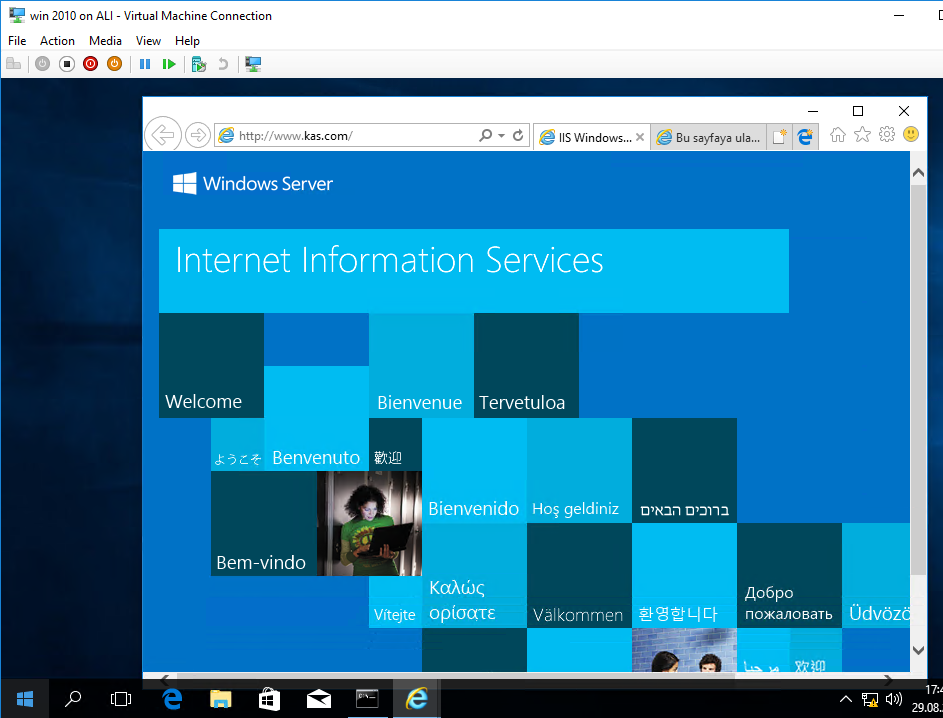 win 2010 on ALI - Virtual Machine Connection
File Action Media View Help
http://www.kas.com/
IIS Windows...
Bu sayfaya ula...
Windows Server
Internet Information Services
Welcome
Bienvenue
Tervetuloa
ようこそ
Benvenuto
歡迎
Bienvenido
Hoş geldiniz
ברוכים הבאים
Bem-vindo
Vítejte
Καλώς
ορίσατε
Välkommen
환영합니다
Добро
пожаловать
Üdvözö
欢迎
17:4
29.08.